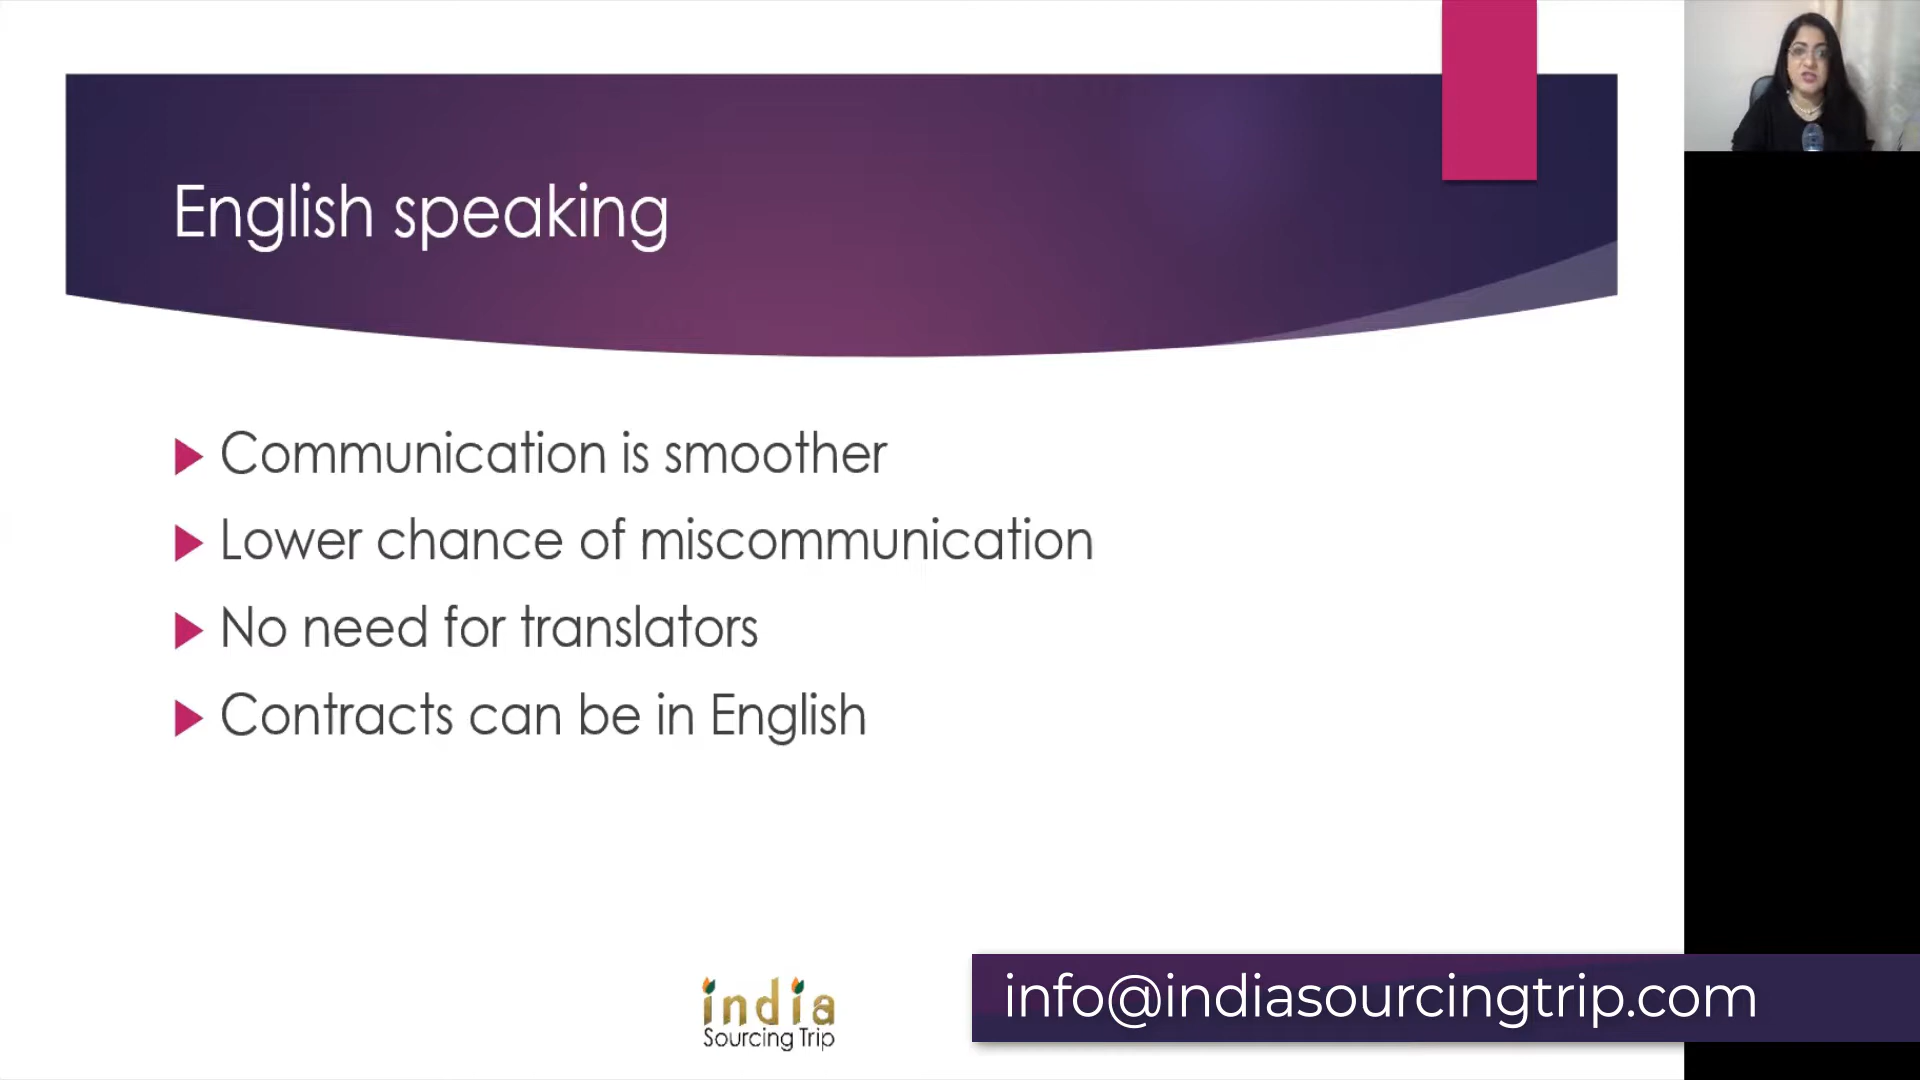 English speaking
Communication is smoother
Lower chance of miscommunication
No need for translators
Contracts can be in English
india
Sourcing Trip
info@indiasourcingtrip.com